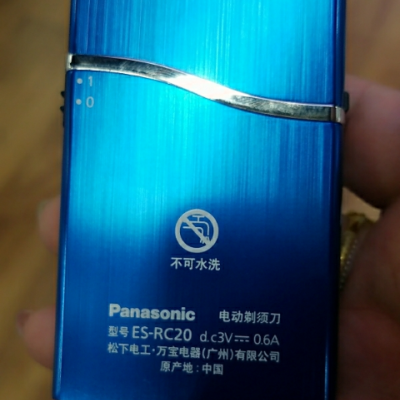 • 1
• 0
不可水洗
Panasonic 电动剃须刀
型号 ES-RC20 d.c3V⎓ 0.6A
松下电工·万宝电器(广州)有限公司
原产地:中国